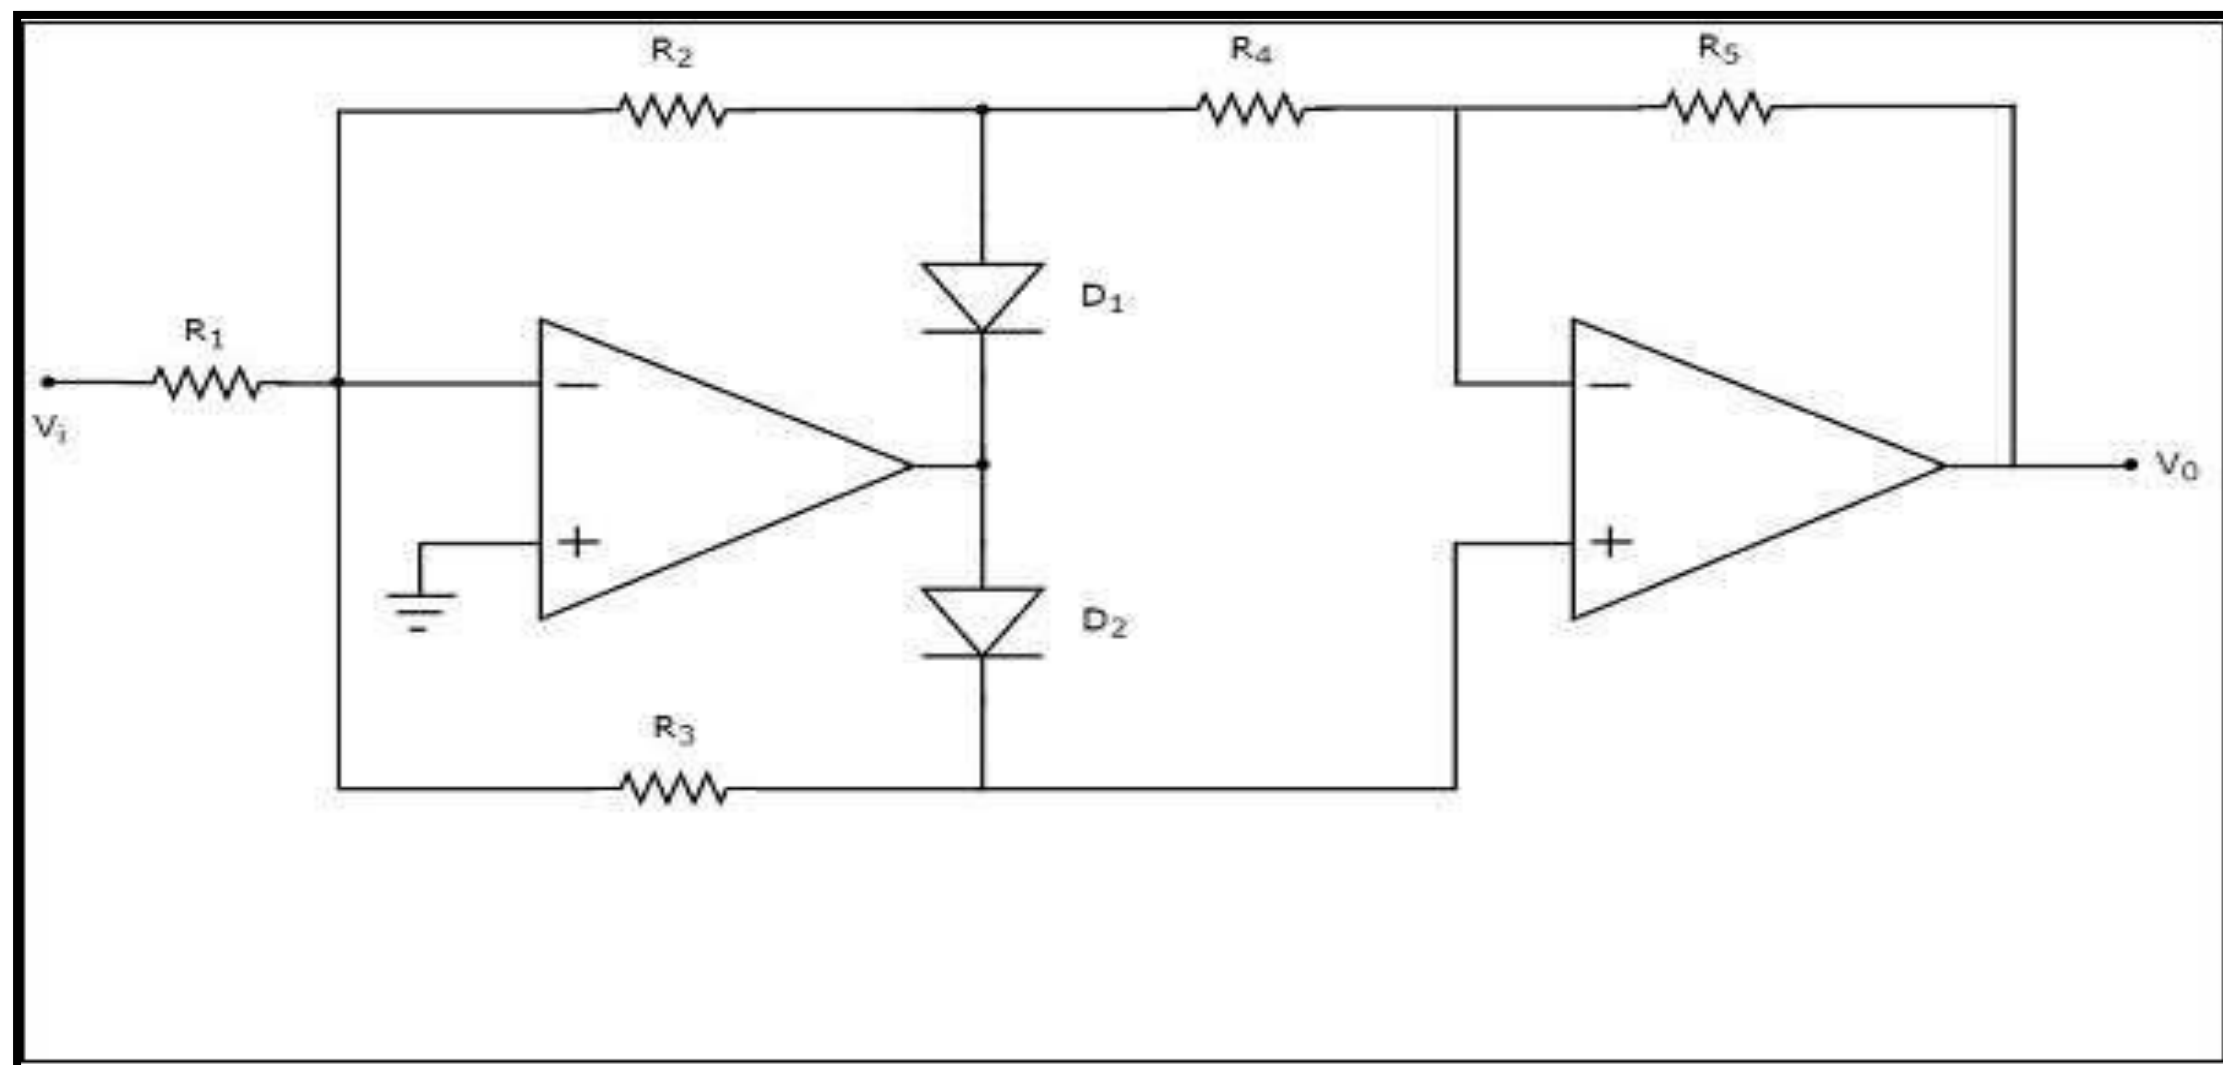 R₂
R₄
R₅
D₁
R₁
−
−
Vᵢ
V₀
+
+
D₂
R₃